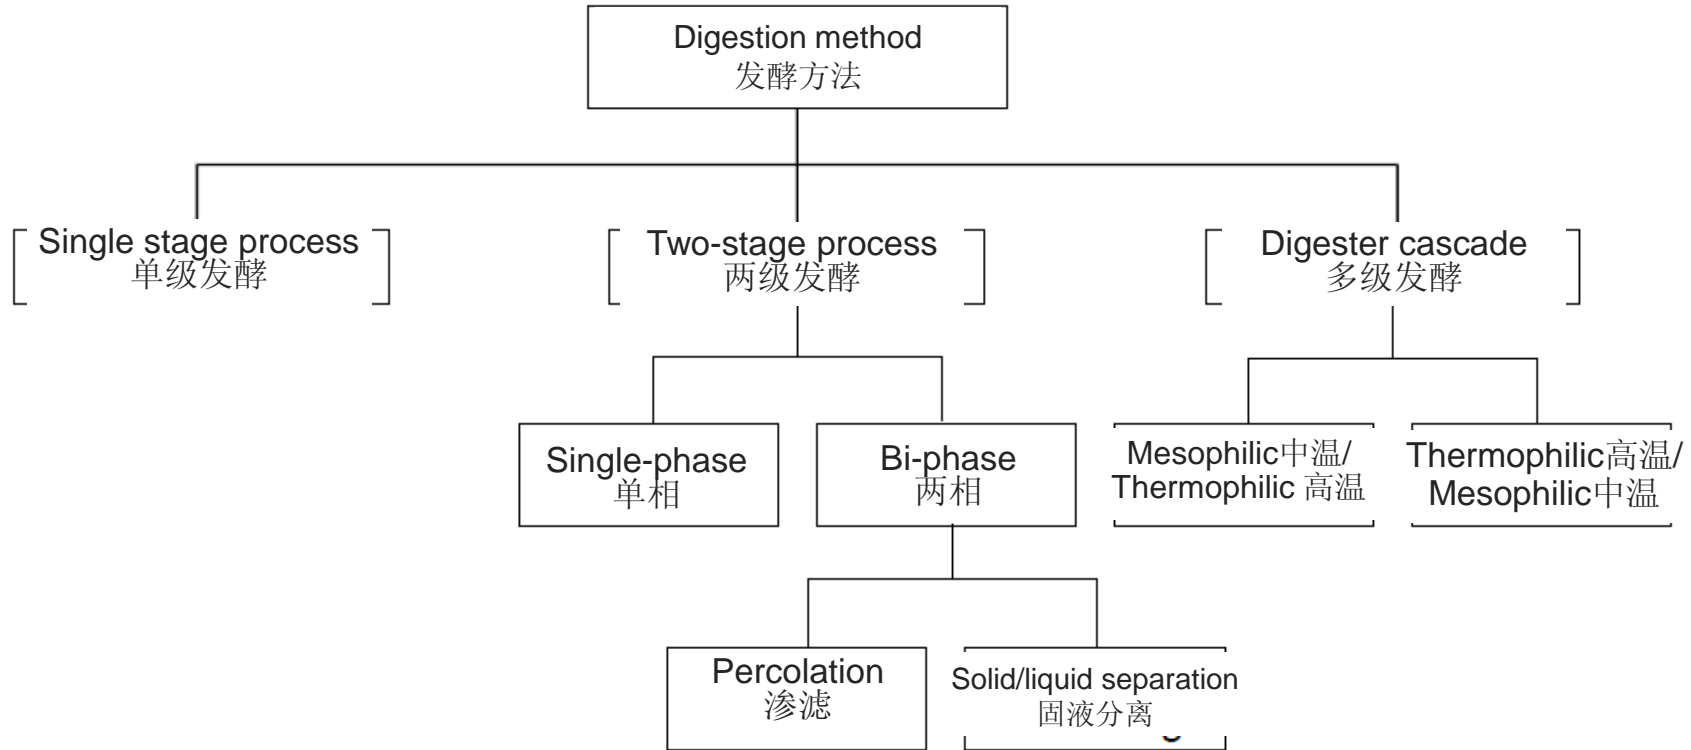 Digestion method
发酵方法
Single stage process
单级发酵
Two-stage process
两级发酵
Digester cascade
多级发酵
Single-phase
单相
Bi-phase
两相
Mesophilic中温/
Thermophilic 高温
Thermophilic高温/
Mesophilic中温
Percolation
渗滤
Solid/liquid separation
固液分离